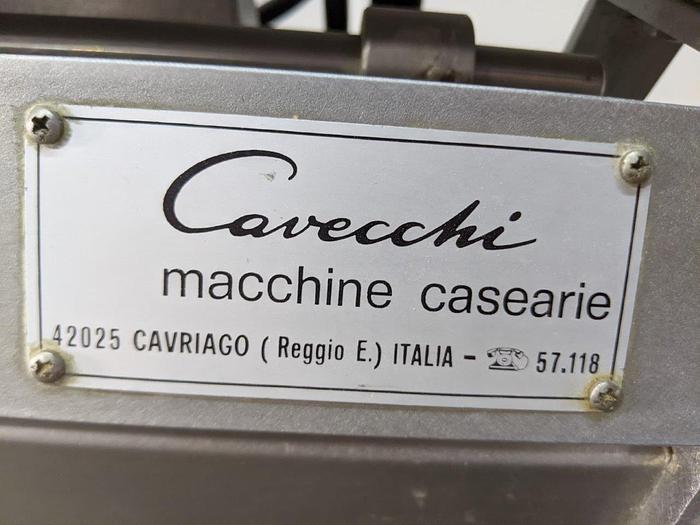 Cavecchi
macchine casearie
42025 CAVRIAGO ( Reggio E.) ITALIA - ☎ 57.118